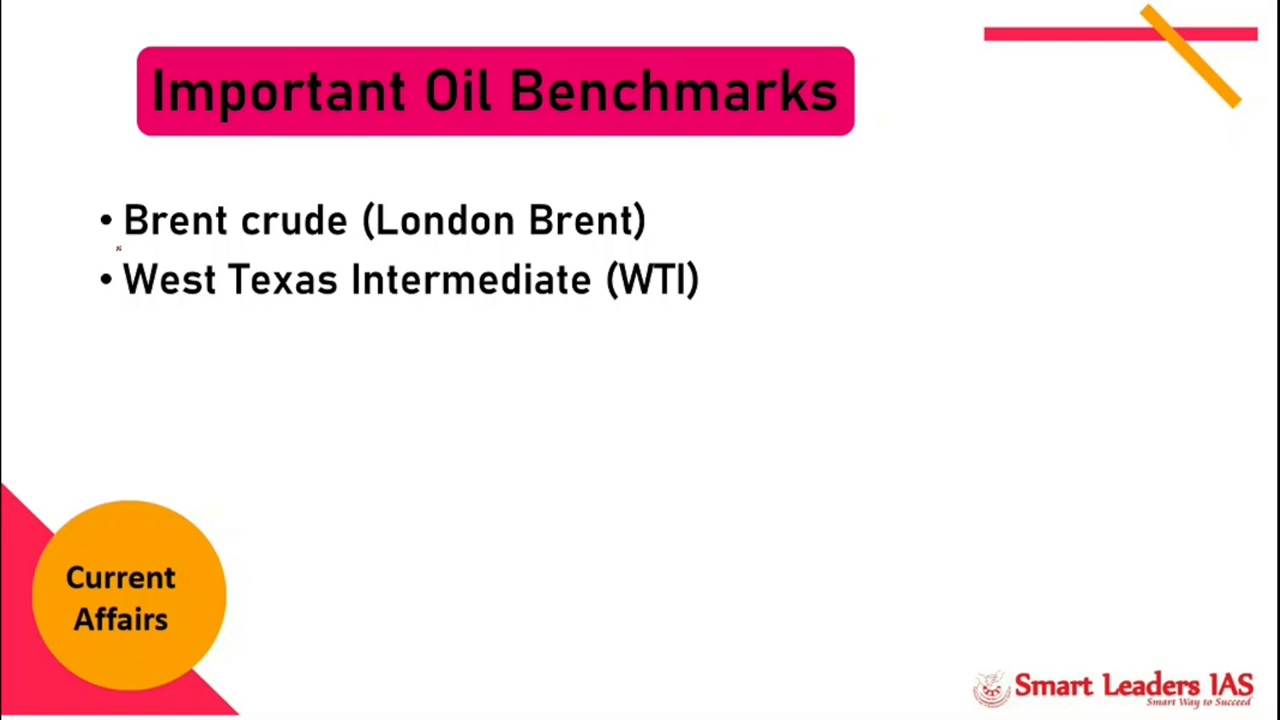 Important Oil Benchmarks
• Brent crude (London Brent)
• West Texas Intermediate (WTI)
Current
Affairs
Smart Leaders IAS
Smart Way to Succeed